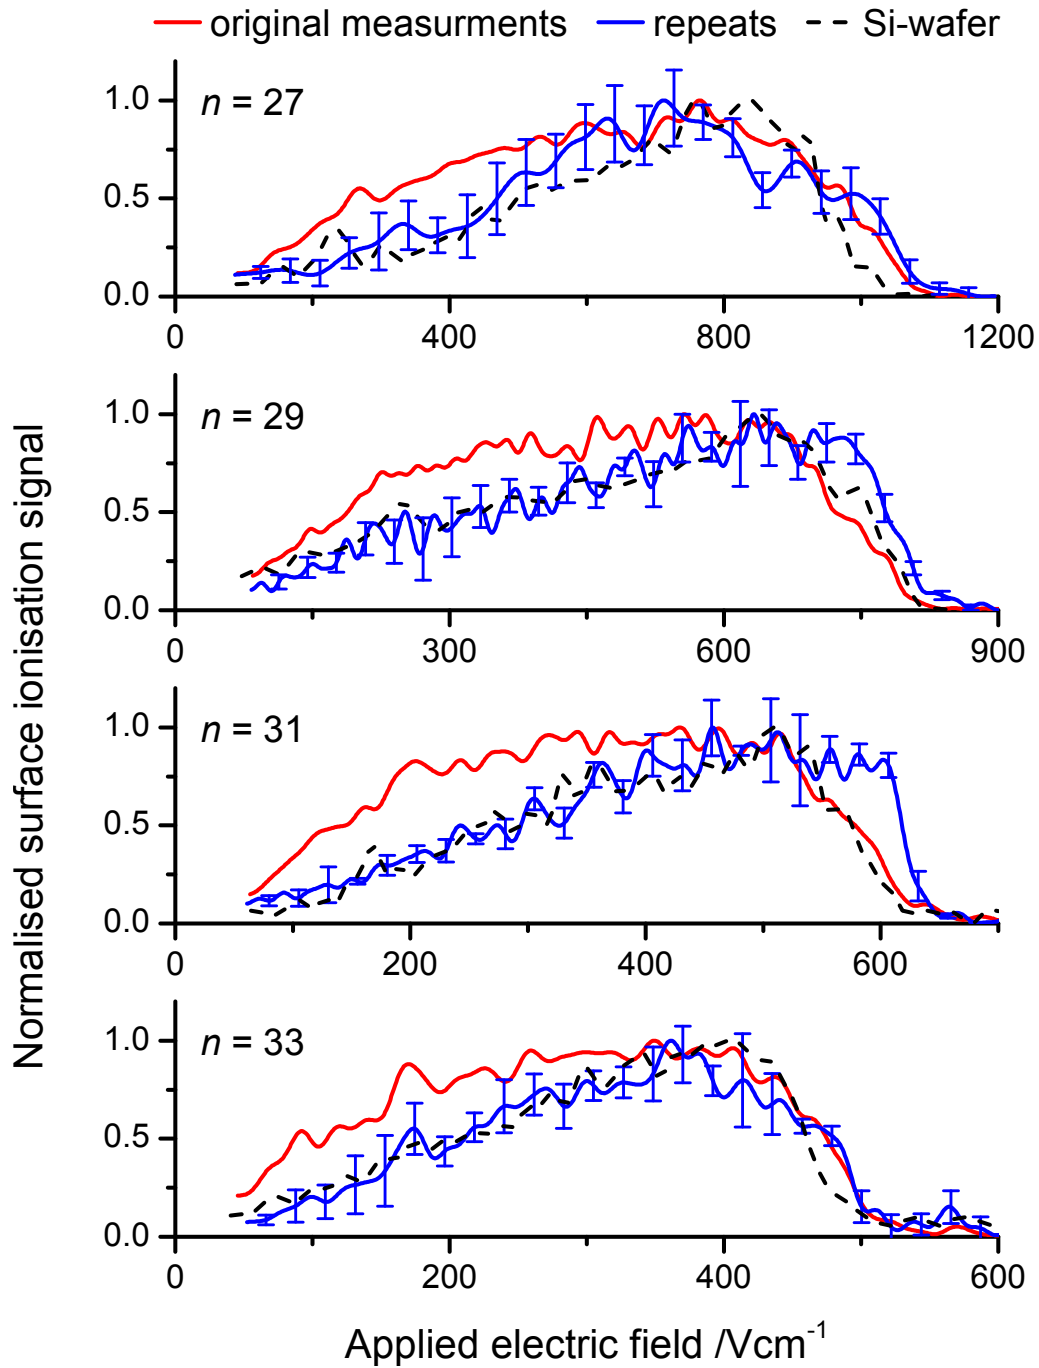 original measurments repeats Si-wafer
n = 27
1.0
0.5
0.0
0 400 800 1200
n = 29
1.0
0.5
0.0
0 300 600 900
n = 31
1.0
0.5
0.0
0 200 400 600
n = 33
1.0
0.5
0.0
0 200 400 600
Normalised surface ionisation signal
Applied electric field /Vcm⁻¹